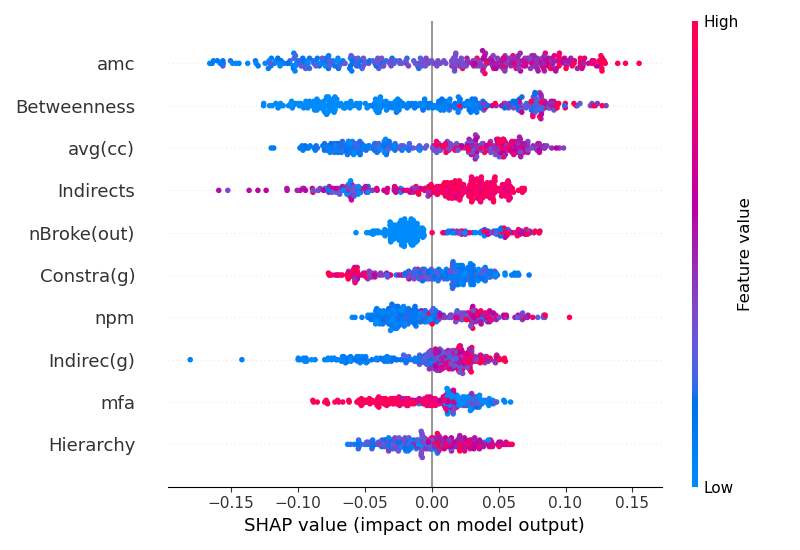 High
amc
Betweenness
avg(cc)
Indirects
nBroke(out)
Constra(g)
npm
Indirec(g)
mfa
Hierarchy
Feature value
Low
−0.15 −0.10 −0.05 0.00 0.05 0.10 0.15
SHAP value (impact on model output)